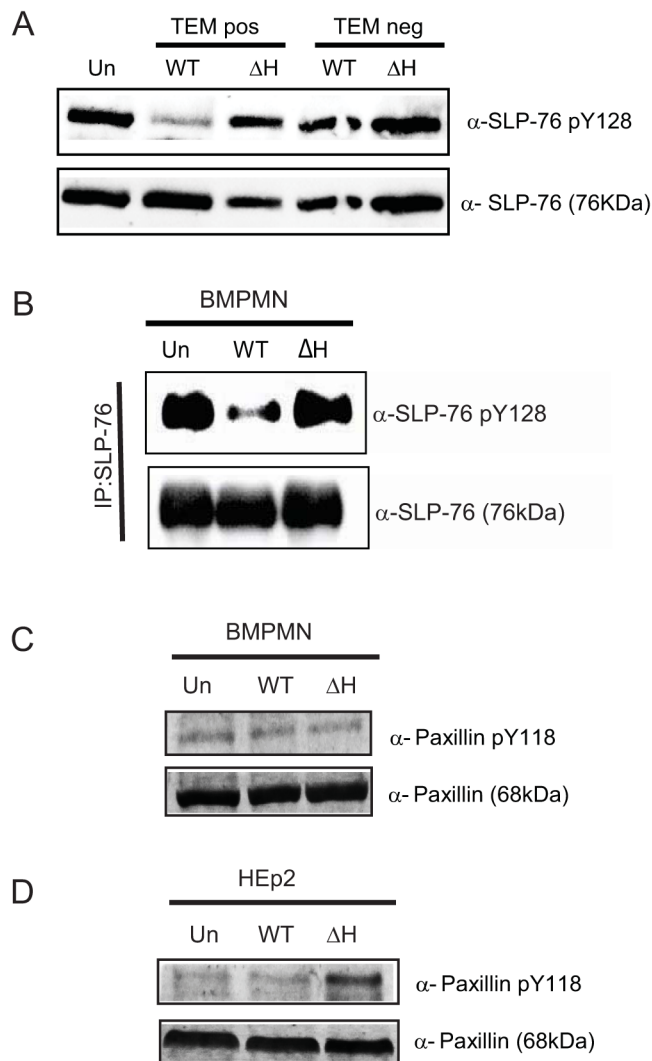 A
TEM pos TEM neg
Un WT ΔH WT ΔH
α-SLP-76 pY128
α- SLP-76 (76KDa)
B
BMPMN
Un WT ΔH
IP:SLP-76
α-SLP-76 pY128
α-SLP-76 (76kDa)
C
BMPMN
Un WT ΔH
α- Paxillin pY118
α- Paxillin (68kDa)
D
HEp2
Un WT ΔH
α- Paxillin pY118
α- Paxillin (68kDa)